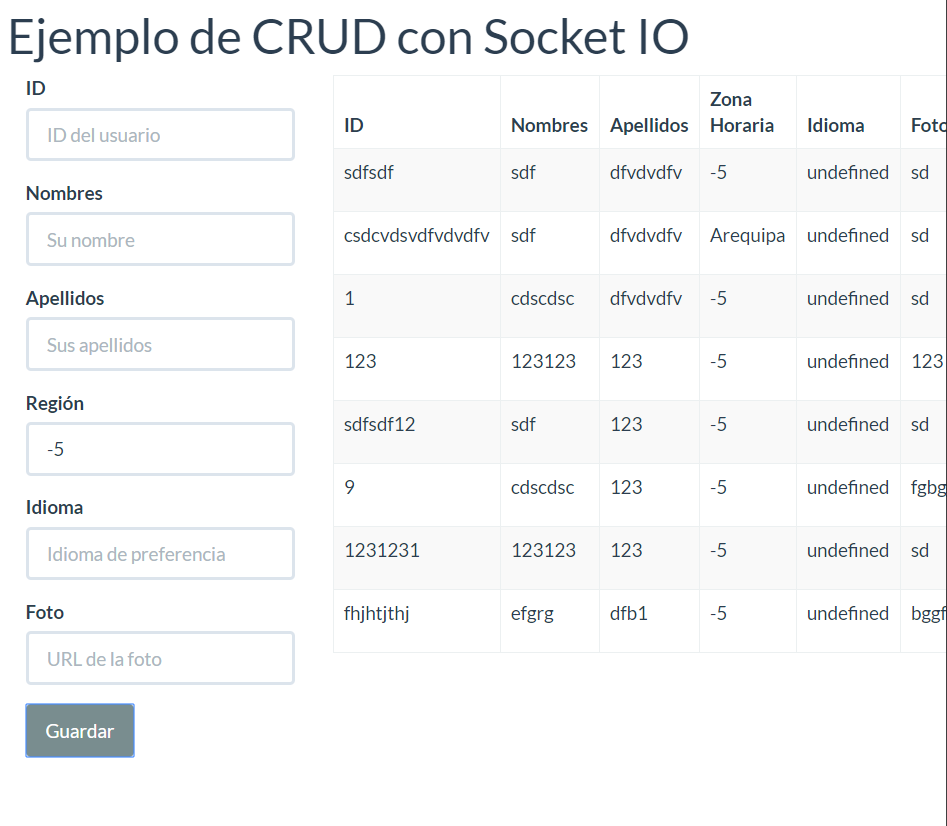 Ejemplo de CRUD con Socket IO
ID
ID del usuario
Nombres
Su nombre
Apellidos
Sus apellidos
Región
-5
Idioma
Idioma de preferencia
Foto
URL de la foto
Guardar
ID Nombres Apellidos Zona Horaria Idioma Foto
sdfsdf sdf dfvdvdfv -5 undefined sd
csdcvdsvdfvdvdfv sdf dfvdvdfv Arequipa undefined sd
1 cdscdsc dfvdvdfv -5 undefined sd
123 123123 123 -5 undefined 123
sdfsdf12 sdf 123 -5 undefined sd
9 cdscdsc 123 -5 undefined fgbg
1231231 123123 123 -5 undefined sd
fhjhtjthj efgrg dfb1 -5 undefined bggf